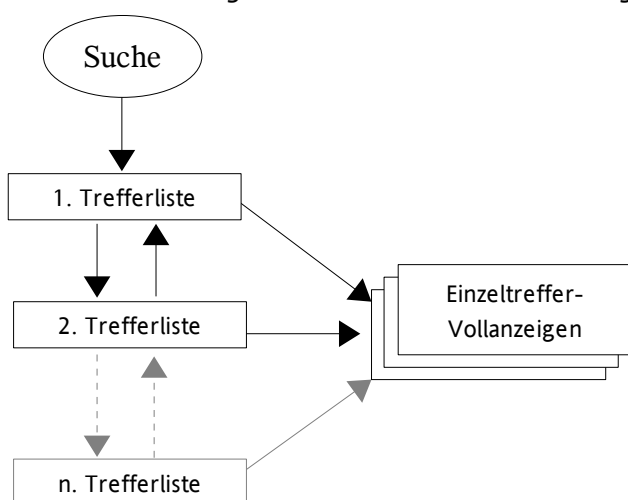 Suche
1. Trefferliste
2. Trefferliste
n. Trefferliste
Einzeltreffer-
Vollanzeigen